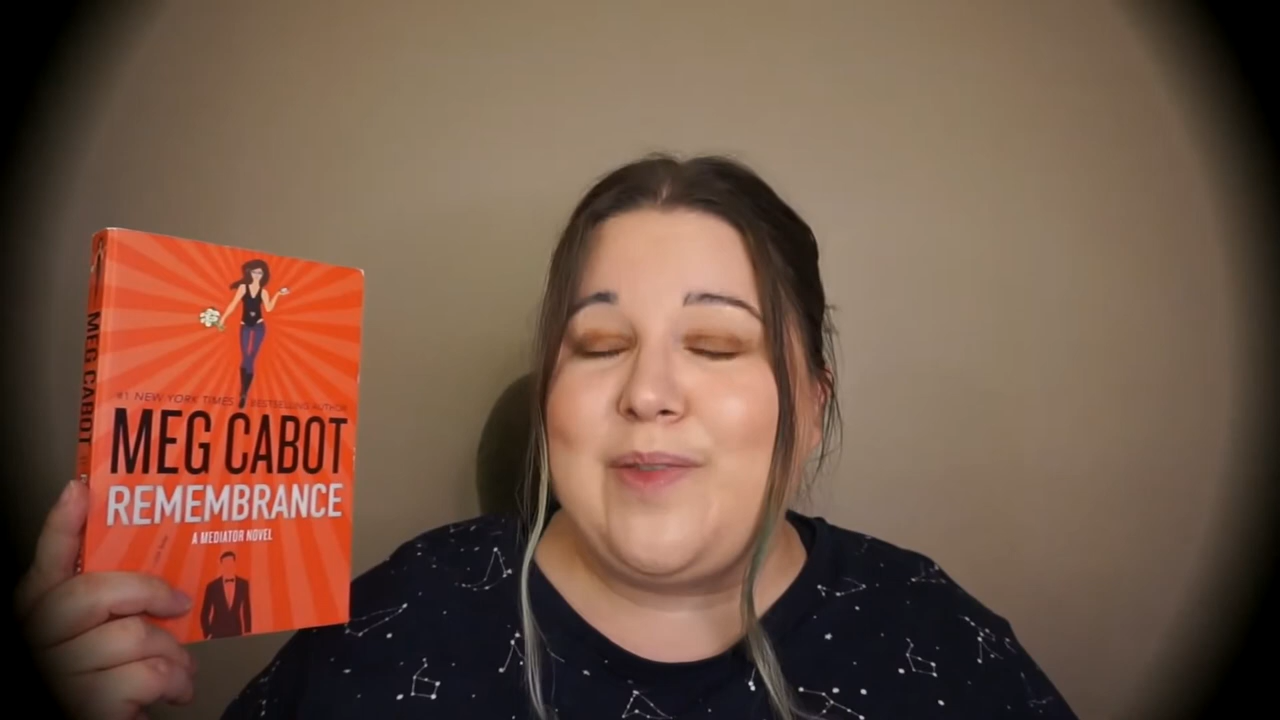 MEG CABOT
#1 NEW YORK TIMES BESTSELLING AUTHOR
MEG CABOT
REMEMBRANCE
A MEDIATOR NOVEL